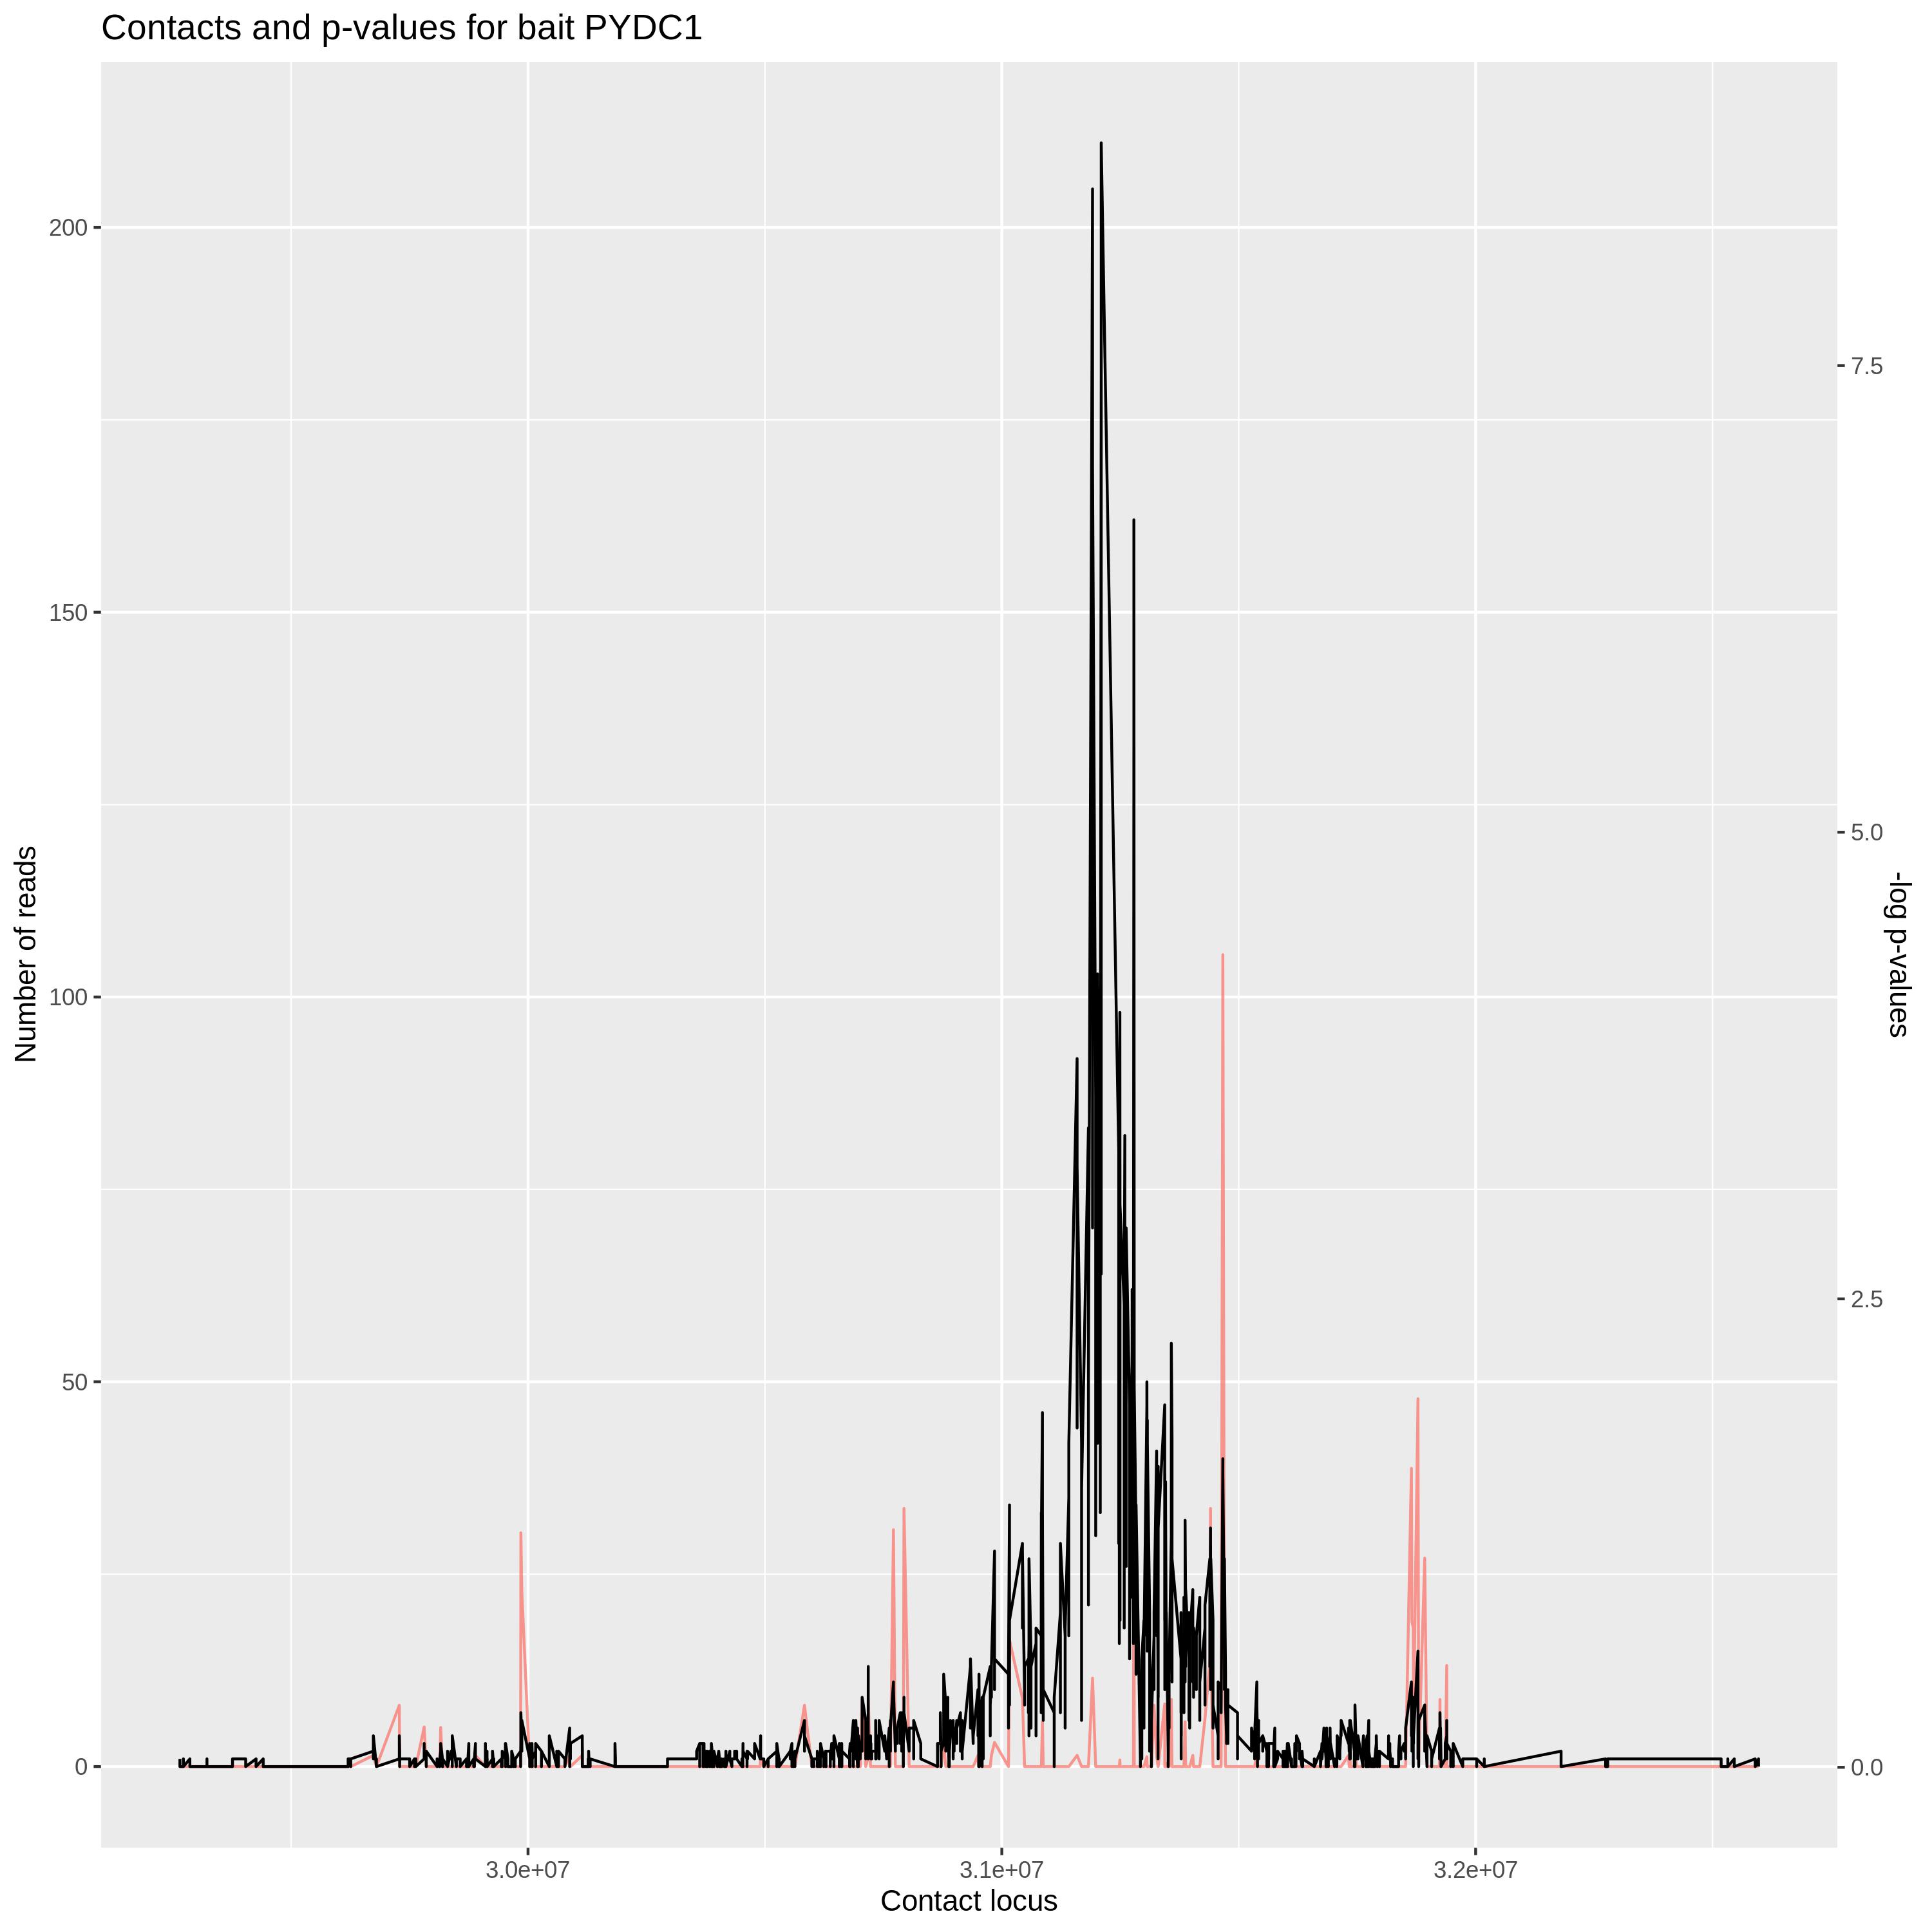 Contacts and p-values for bait PYDC1
Number of reads
200
150
100
50
0
7.5
5.0
2.5
0.0
-log p-values
3.0e+07
3.1e+07
3.2e+07
Contact locus